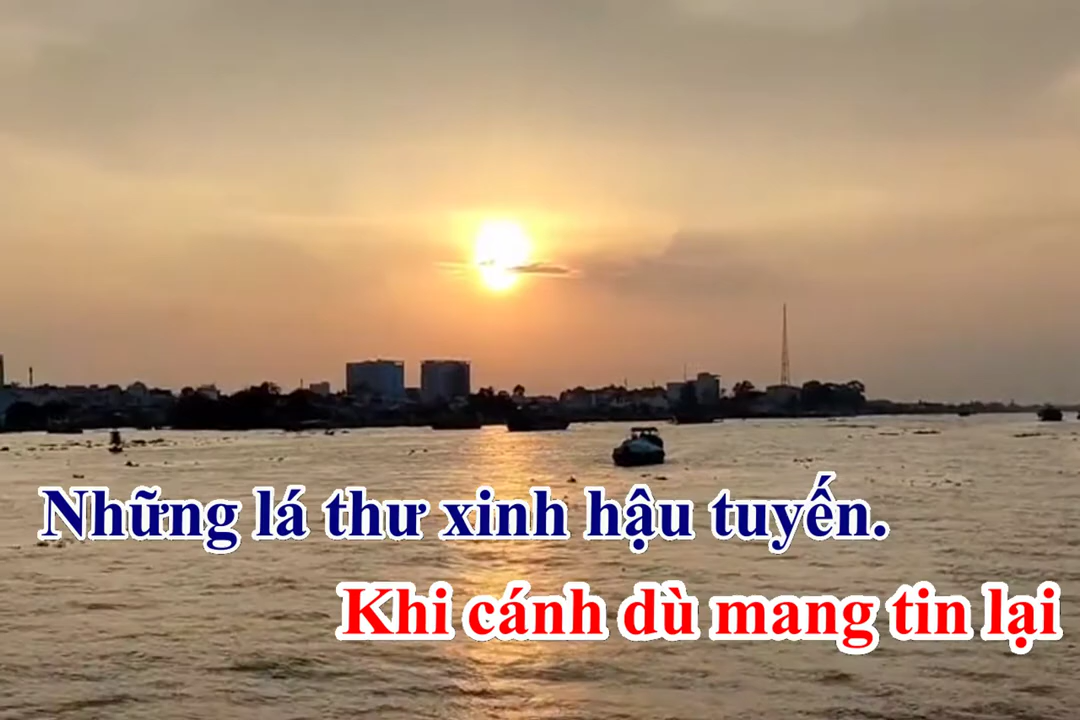 Những lá thư xinh hậu tuyến.
Khi cánh dù mang tin lại